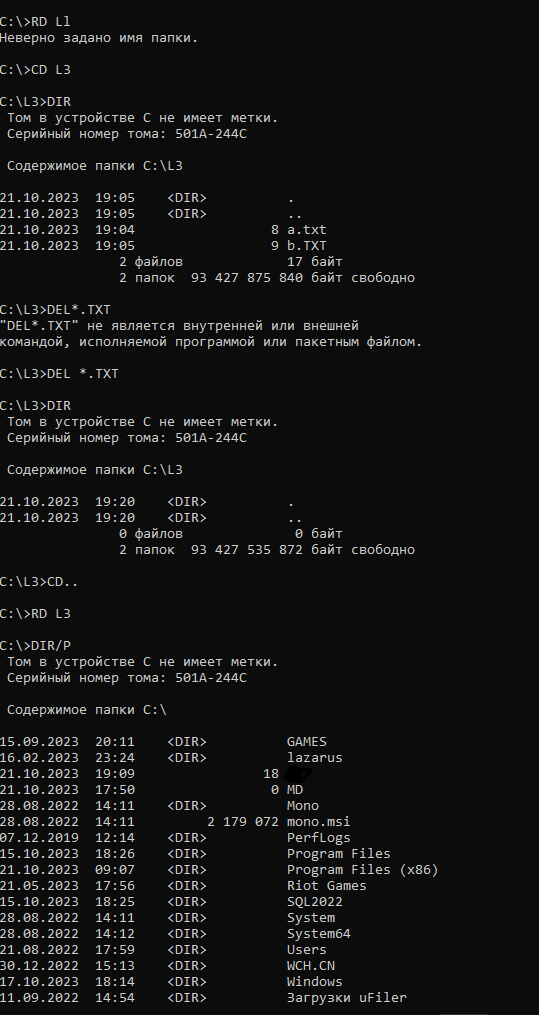 C:\>RD Ll
Неверно задано имя папки.
C:\>CD L3
C:\L3>DIR
Том в устройстве C не имеет метки.
Серийный номер тома: 501A-244C
Содержимое папки C:\L3
21.10.2023  19:05    <DIR>          .
21.10.2023  19:05    <DIR>          ..
21.10.2023  19:04                 8 a.txt
21.10.2023  19:05                 9 b.TXT
2 файлов             17 байт
2 папок  93 427 875 840 байт свободно
C:\L3>DEL*.TXT
"DEL*.TXT" не является внутренней или внешней
командой, исполняемой программой или пакетным файлом.
C:\L3>DEL *.TXT
C:\L3>DIR
Том в устройстве C не имеет метки.
Серийный номер тома: 501A-244C
Содержимое папки C:\L3
21.10.2023  19:20    <DIR>          .
21.10.2023  19:20    <DIR>          ..
0 файлов              0 байт
2 папок  93 427 535 872 байт свободно
C:\L3>CD..
C:\>RD L3
C:\>DIR/P
Том в устройстве C не имеет метки.
Серийный номер тома: 501A-244C
Содержимое папки C:\
15.09.2023  20:11    <DIR>          GAMES
16.02.2023  23:24    <DIR>          lazarus
21.10.2023  19:09                18
21.10.2023  17:50                 0 MD
28.08.2022  14:11    <DIR>          Mono
28.08.2022  14:11         2 179 072 mono.msi
07.12.2019  12:14    <DIR>          PerfLogs
15.10.2023  18:26    <DIR>          Program Files
21.10.2023  09:07    <DIR>          Program Files (x86)
21.05.2023  17:56    <DIR>          Riot Games
15.10.2023  18:25    <DIR>          SQL2022
28.08.2022  14:11    <DIR>          System
28.08.2022  14:12    <DIR>          System64
21.08.2022  17:59    <DIR>          Users
30.12.2022  15:13    <DIR>          WCH.CN
17.10.2023  18:14    <DIR>          Windows
11.09.2022  14:54    <DIR>          Загрузки uFiler